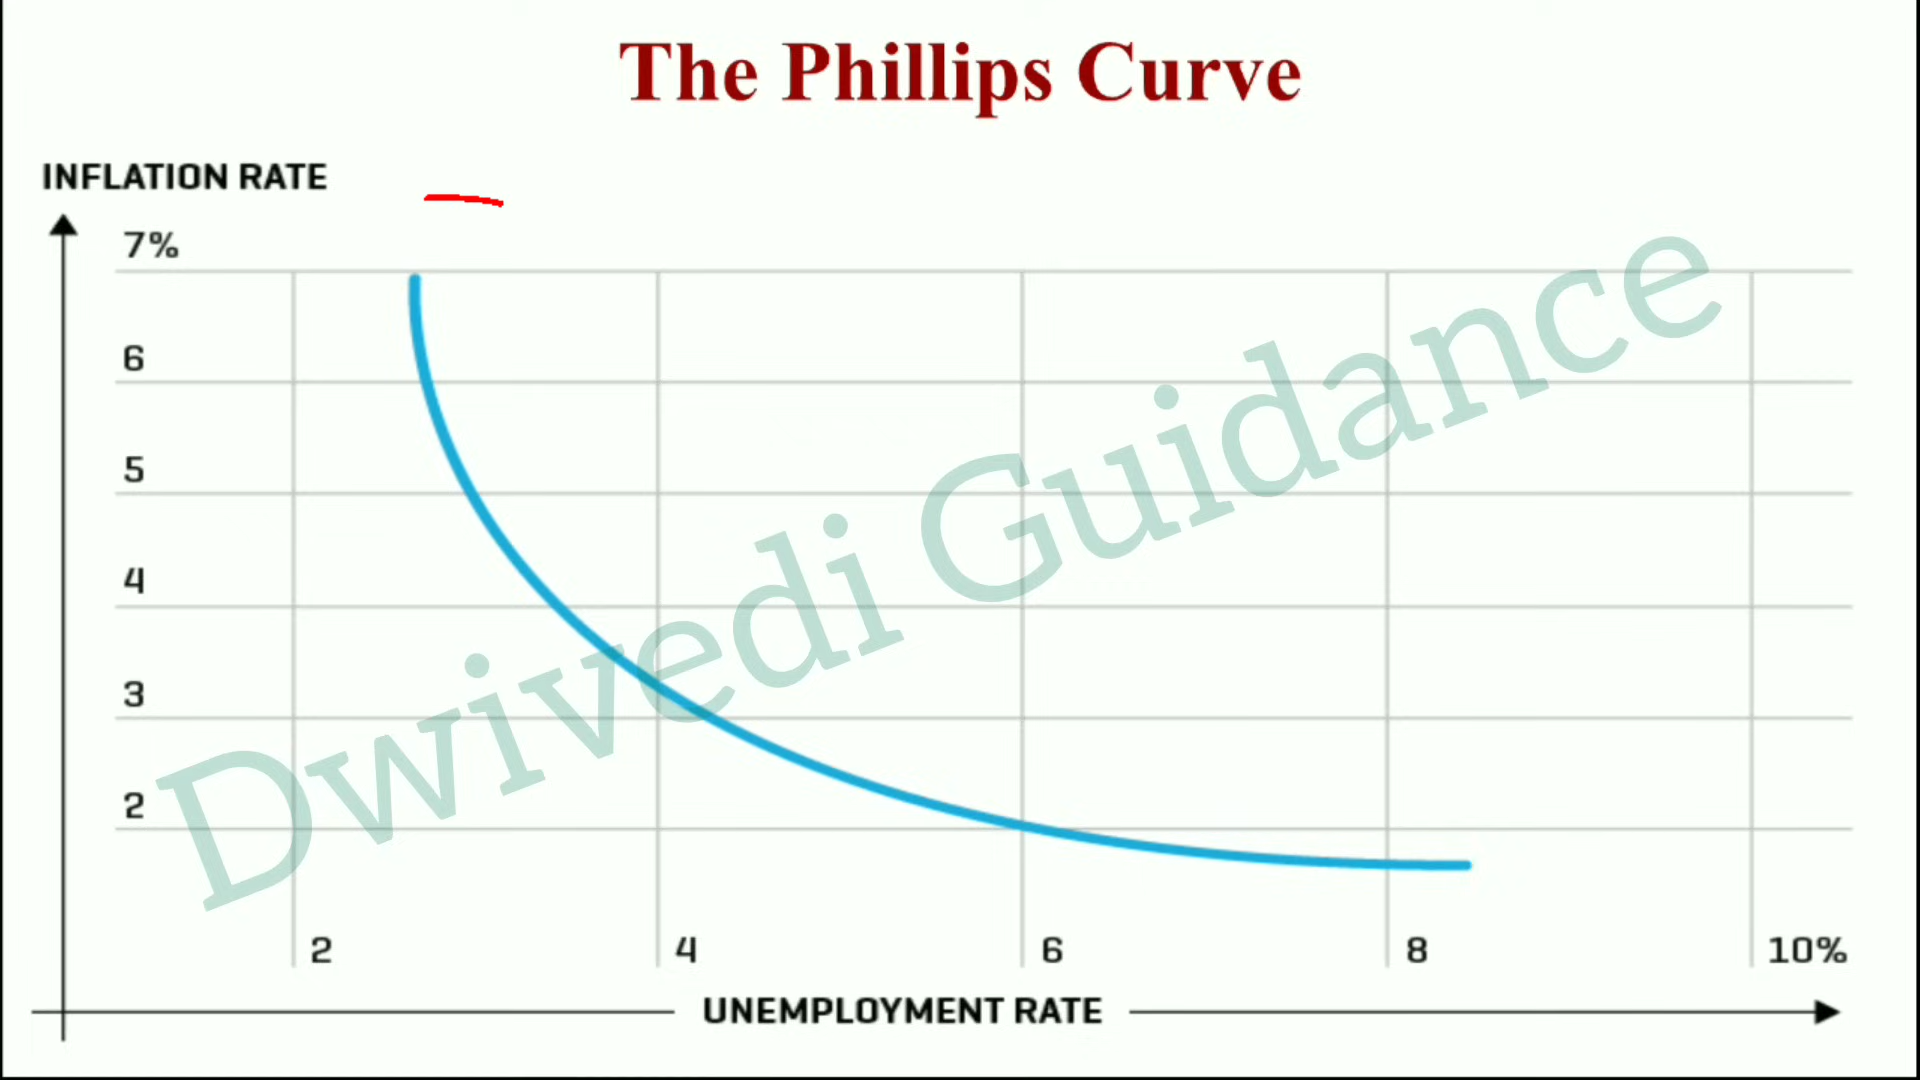 The Phillips Curve
INFLATION RATE
7%
6
5
4
3
2
2 4 6 8 10%
UNEMPLOYMENT RATE
Dwivedi Guidance